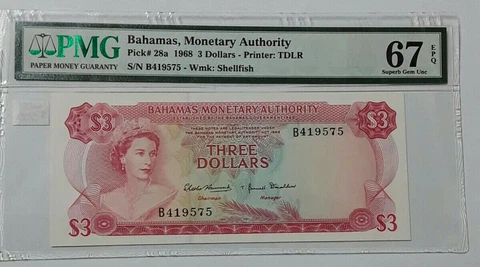 PMG
PAPER MONEY GUARANTY
Bahamas, Monetary Authority
Pick# 28a 1968 3 Dollars - Printer: TDLR
S/N B419575 - Wmk: Shellfish
67 EPQ
Superb Gem Unc
BAHAMAS MONETARY AUTHORITY
$3
$3
B419575
THREE
DOLLARS
Chairman
Manager
B419575
$3
$3